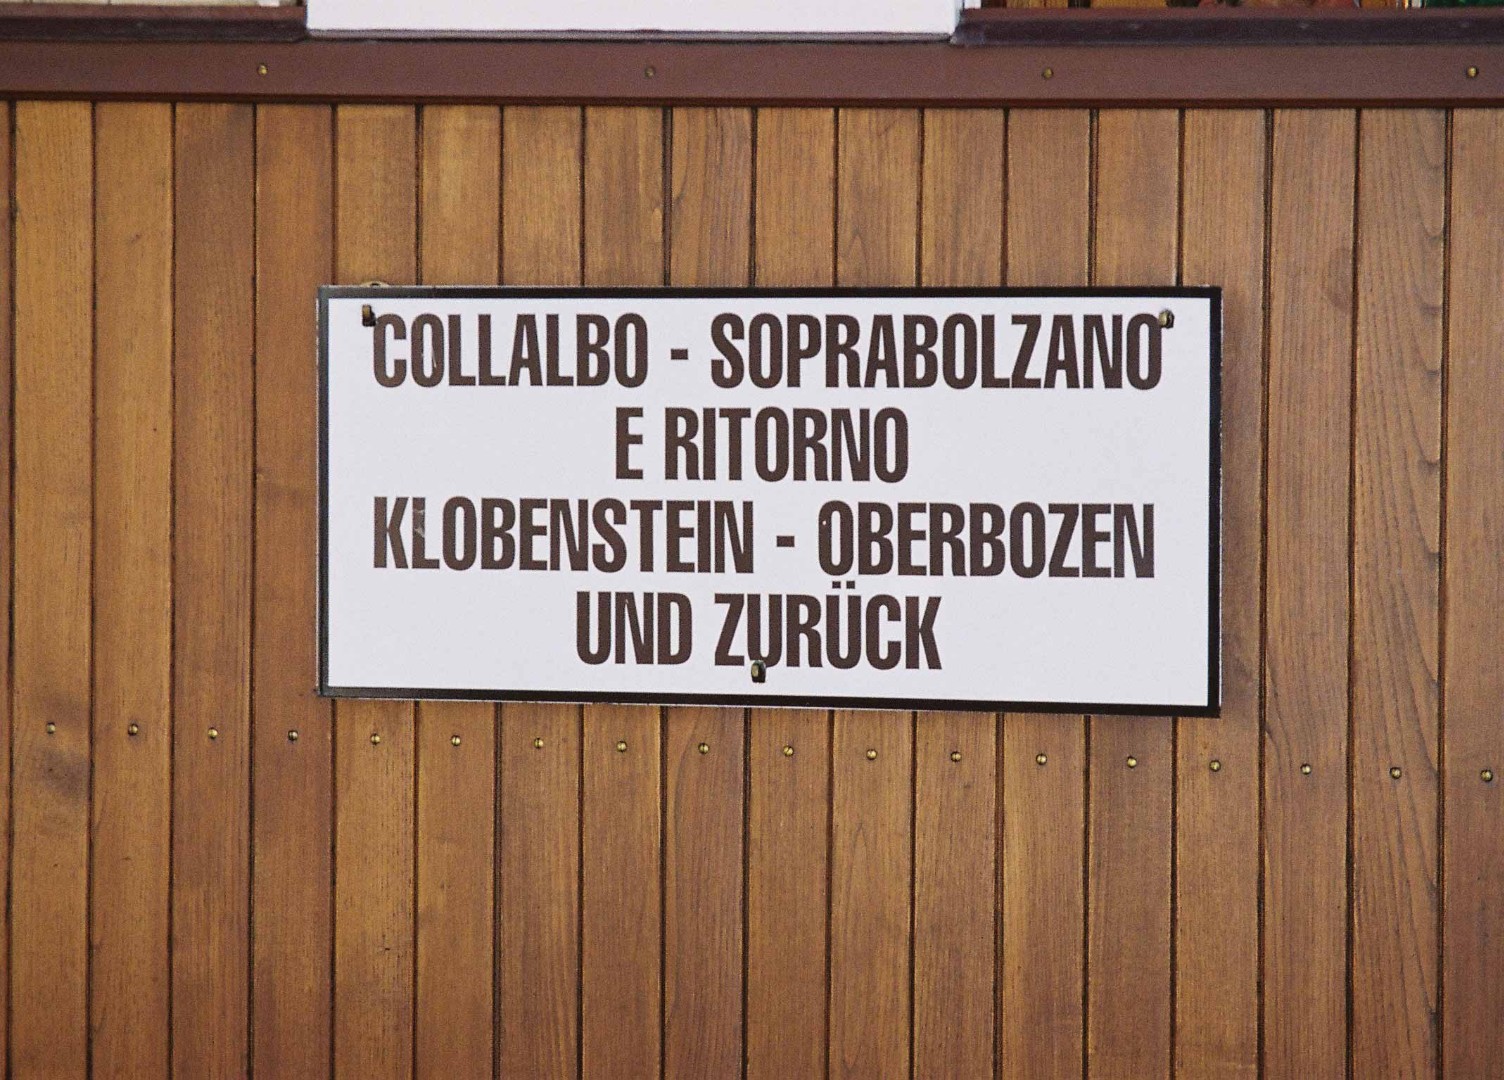 COLLALBO - SOPRABOLZANO
E RITORNO
KLOBENSTEIN - OBERBOZEN
UND ZURÜCK